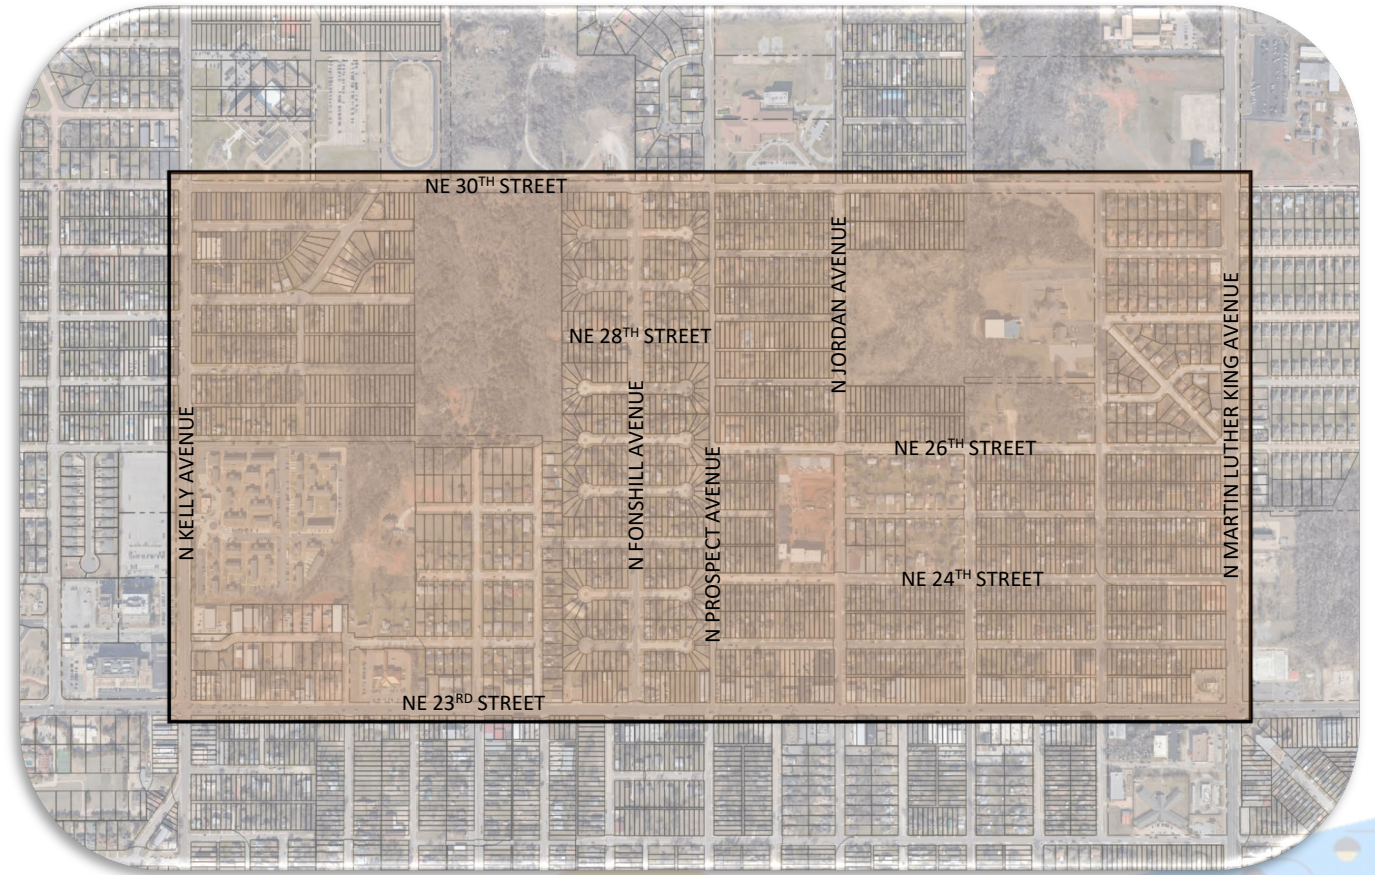 NE 30TH STREET
N JORDAN AVENUE
N MARTIN LUTHER KING AVENUE
NE 28TH STREET
N FONSHILL AVENUE
N KELLY AVENUE
N PROSPECT AVENUE
NE 26TH STREET
NE 24TH STREET
NE 23RD STREET